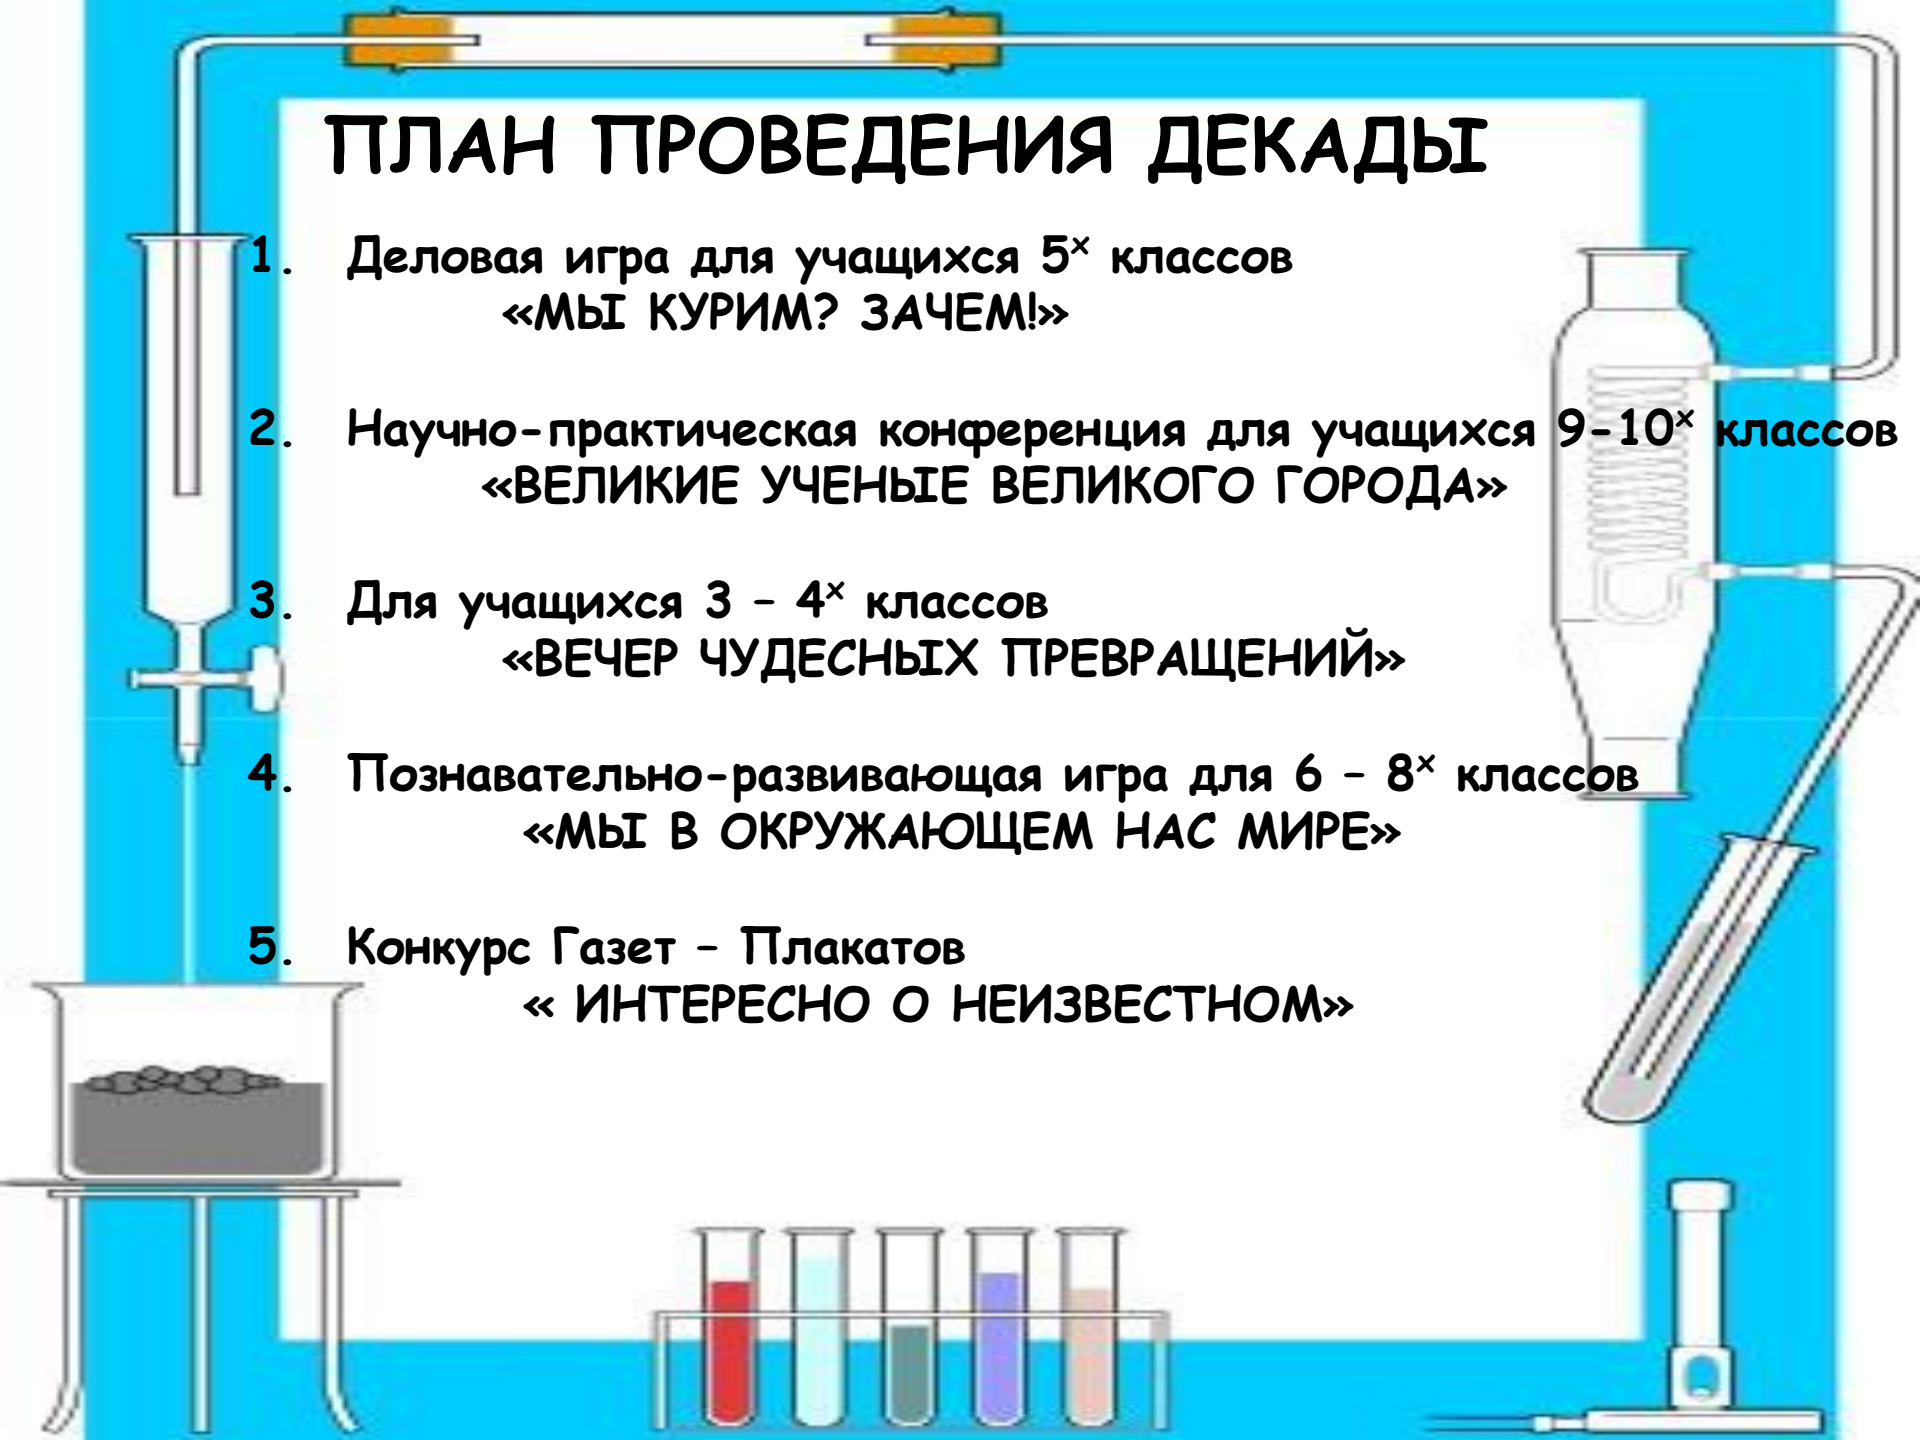 ПЛАН ПРОВЕДЕНИЯ ДЕКАДЫ
1. Деловая игра для учащихся 5х классов
«МЫ КУРИМ? ЗАЧЕМ!»
2. Научно-практическая конференция для учащихся 9-10х классов
«ВЕЛИКИЕ УЧЕНЫЕ ВЕЛИКОГО ГОРОДА»
3. Для учащихся 3 – 4х классов
«ВЕЧЕР ЧУДЕСНЫХ ПРЕВРАЩЕНИЙ»
4. Познавательно-развивающая игра для 6 – 8х классов
«МЫ В ОКРУЖАЮЩЕМ НАС МИРЕ»
5. Конкурс Газет – Плакатов
« ИНТЕРЕСНО О НЕИЗВЕСТНОМ»